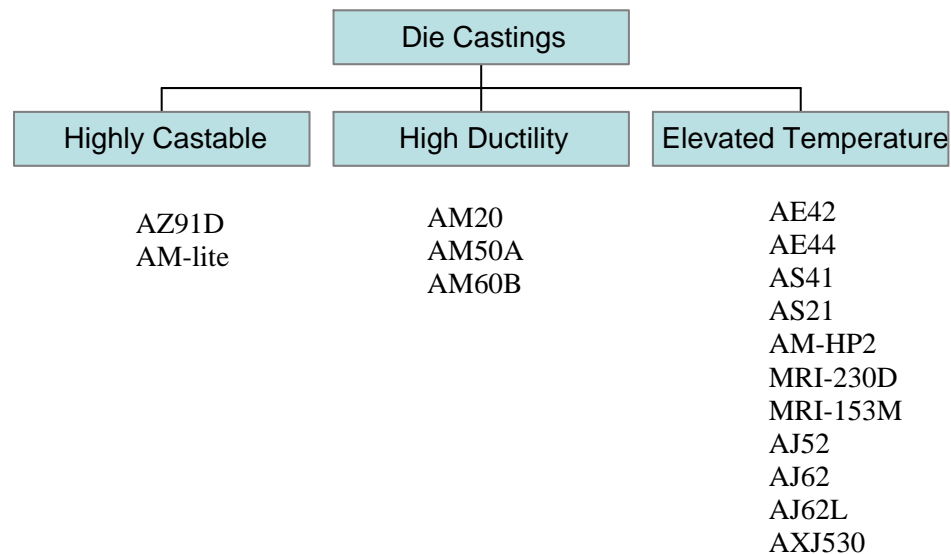 Die Castings
Highly Castable
High Ductility
Elevated Temperature
AZ91D
AM-lite
AM20
AM50A
AM60B
AE42
AE44
AS41
AS21
AM-HP2
MRI-230D
MRI-153M
AJ52
AJ62
AJ62L
AXJ530